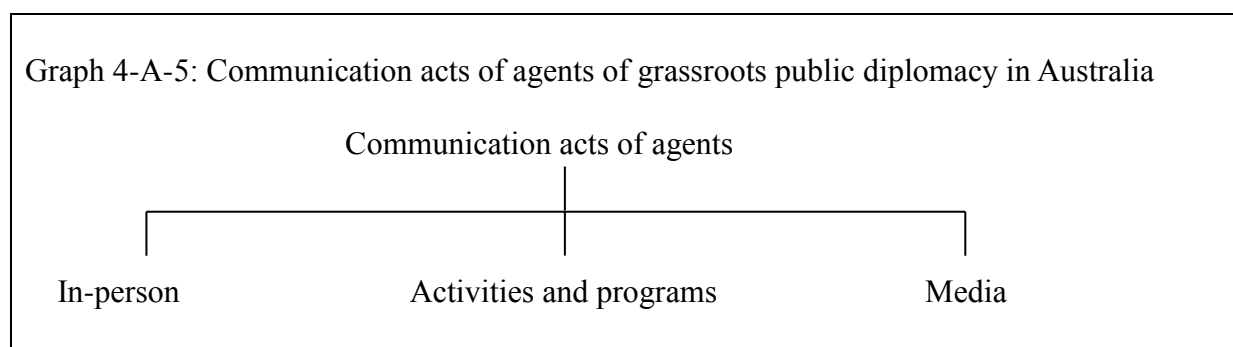 Graph 4-A-5: Communication acts of agents of grassroots public diplomacy in Australia
Communication acts of agents
In-person Activities and programs Media